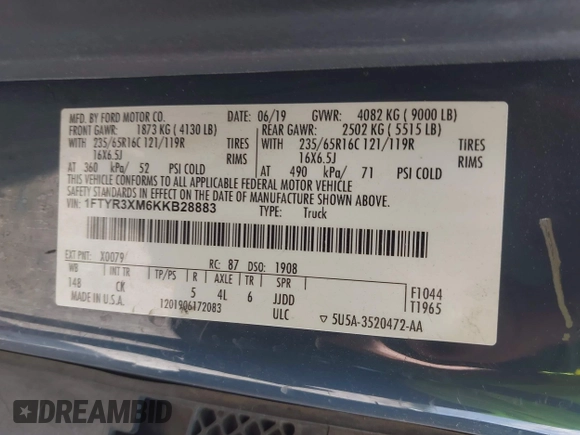 MFD. BY FORD MOTOR CO. DATE: 06/19 GVWR: 4082 KG ( 9000 LB)
FRONT GAWR: 1873 KG ( 4130 LB) REAR GAWR: 2502 KG ( 5515 LB)
WITH 235/65R16C 121/119R TIRES WITH 235/65R16C 121/119R TIRES
16X6.5J RIMS 16X6.5J RIMS
AT 360 kPa/ 52 PSI COLD AT 490 kPa/ 71 PSI COLD
THIS VEHICLE CONFORMS TO ALL APPLICABLE FEDERAL MOTOR VEHICLE
SAFETY STANDARDS IN EFFECT ON THE DATE OF MANUFACTURE SHOWN ABOVE.
VIN: 1FTYR3XM6KKB28883 TYPE: Truck
EXT PNT: X0079 RC: 87 DSO: 1908
WB INT TR TP/PS R AXLE TR SPR F1044
148 CK 5 4L 6 JJDD T1965
MADE IN U.S.A. 1201906172083 ULC ▽ 5U5A-3520472-AA
DREAMBID